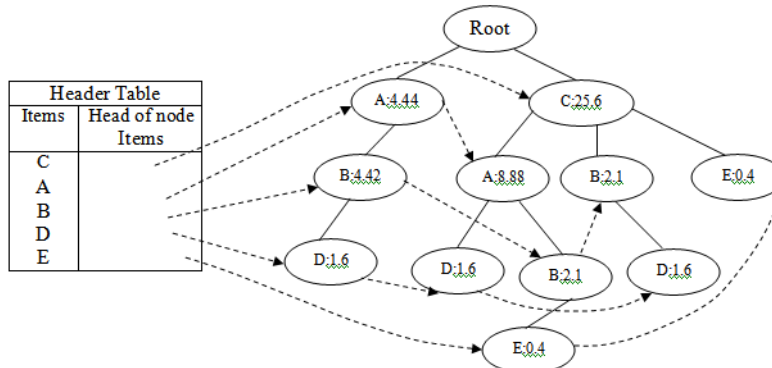 Root
Header Table
Items Head of node
Items
C
A
B
D
E
A:4.44
C:25.6
B:4.42
A:8.88
B:2.1
E:0.4
D:1.6
D:1.6
B:2.1
D:1.6
E:0.4